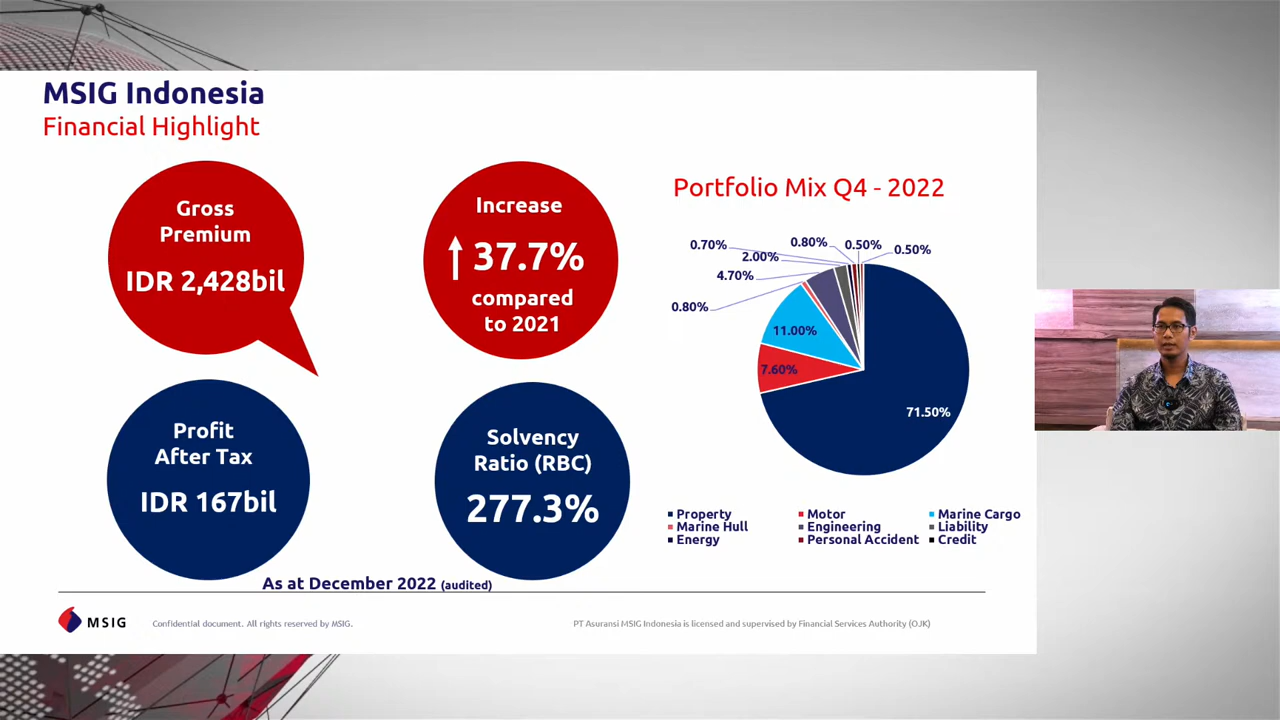 MSIG Indonesia
Financial Highlight
Gross
Premium
IDR 2,428bil
Increase
37.7%
compared
to 2021
Profit
After Tax
IDR 167bil
Solvency
Ratio (RBC)
277.3%
As at December 2022 (audited)
Portfolio Mix Q4 - 2022
0.70%
0.80%
0.50%
0.50%
2.00%
4.70%
0.80%
11.00%
7.60%
71.50%
Property
Motor
Marine Cargo
Marine Hull
Engineering
Liability
Energy
Personal Accident
Credit
MSIG
Confidential document. All rights reserved by MSIG.
PT Asuransi MSIG Indonesia is licensed and supervised by Financial Services Authority (OJK)